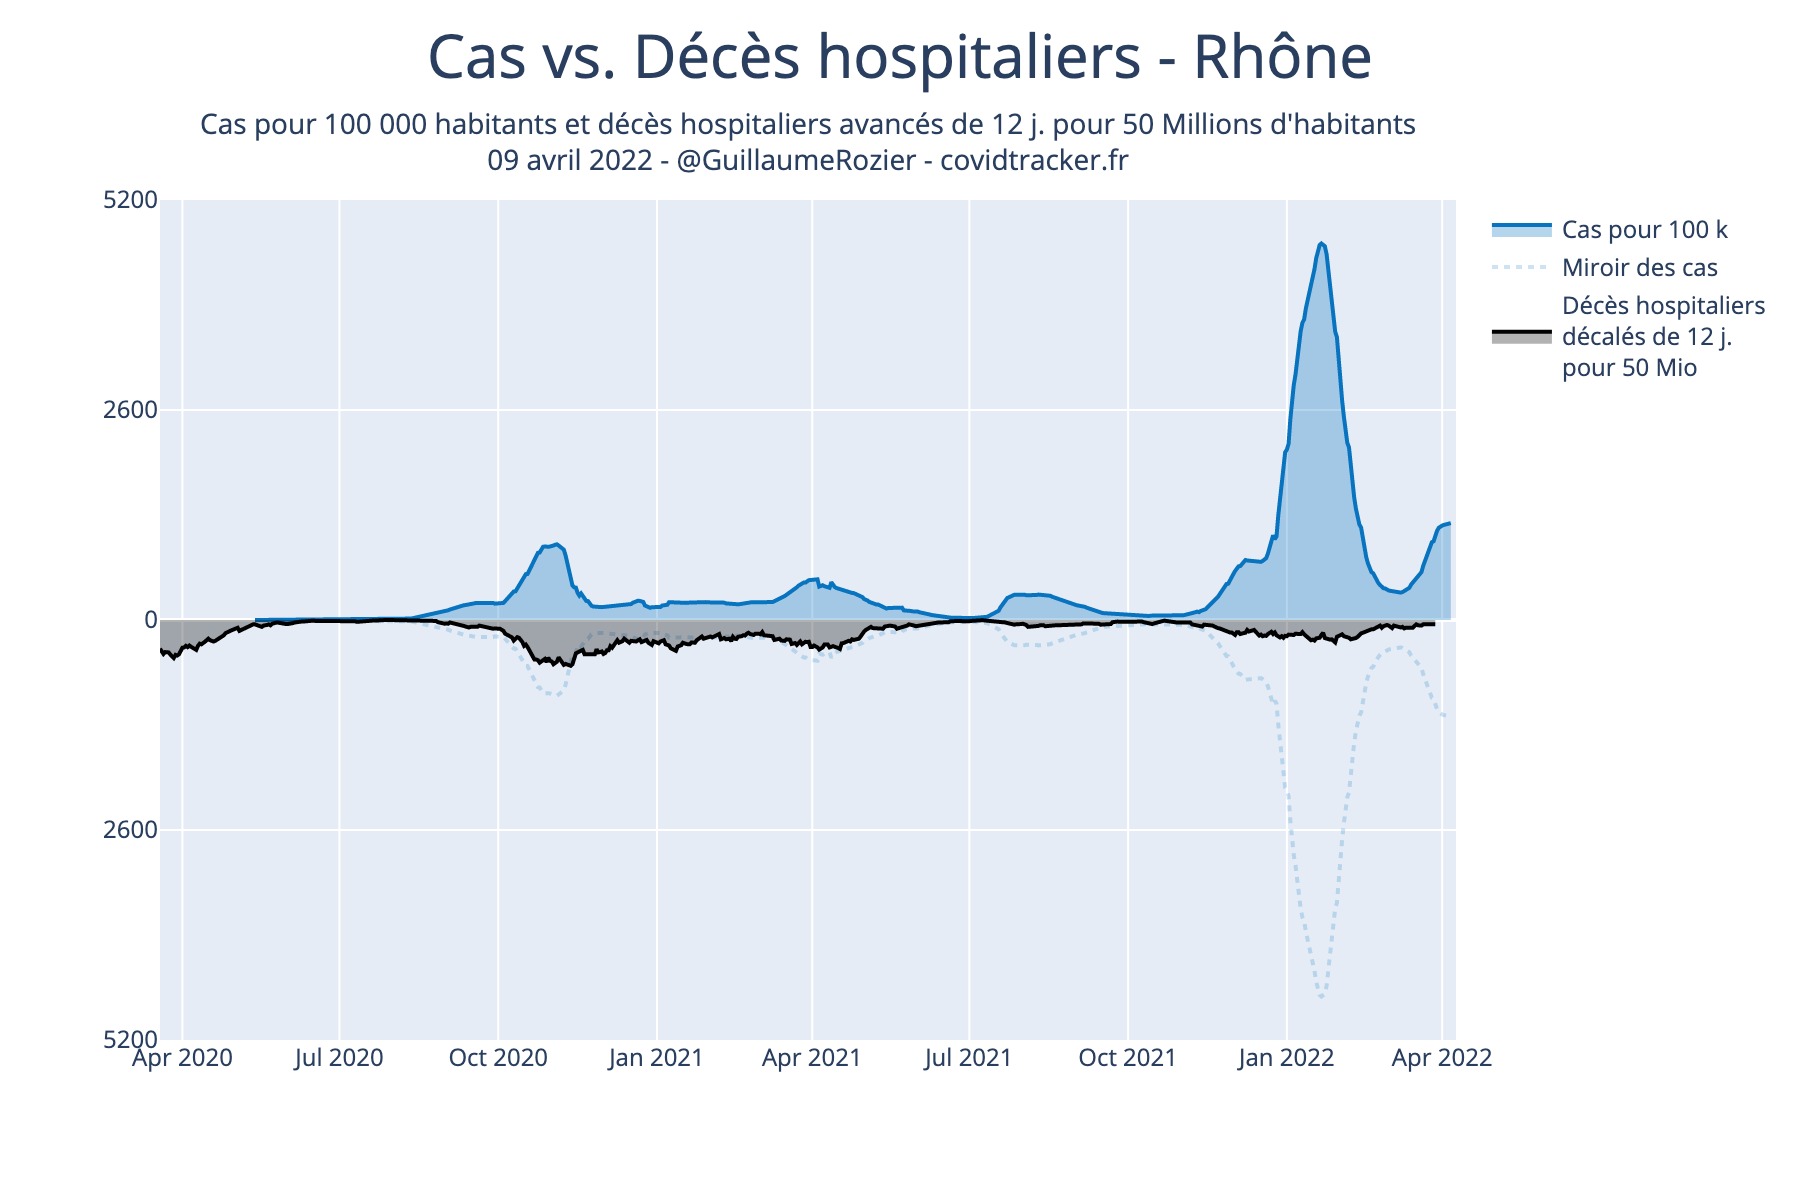 Cas vs. Décès hospitaliers - Rhône
Cas pour 100 000 habitants et décès hospitaliers avancés de 12 j. pour 50 Millions d'habitants
09 avril 2022 - @GuillaumeRozier - covidtracker.fr
5200
2600
0
2600
5200
Apr 2020
Jul 2020
Oct 2020
Jan 2021
Apr 2021
Jul 2021
Oct 2021
Jan 2022
Apr 2022
Cas pour 100 k
Miroir des cas
Décès hospitaliers
décalés de 12 j.
pour 50 Mio